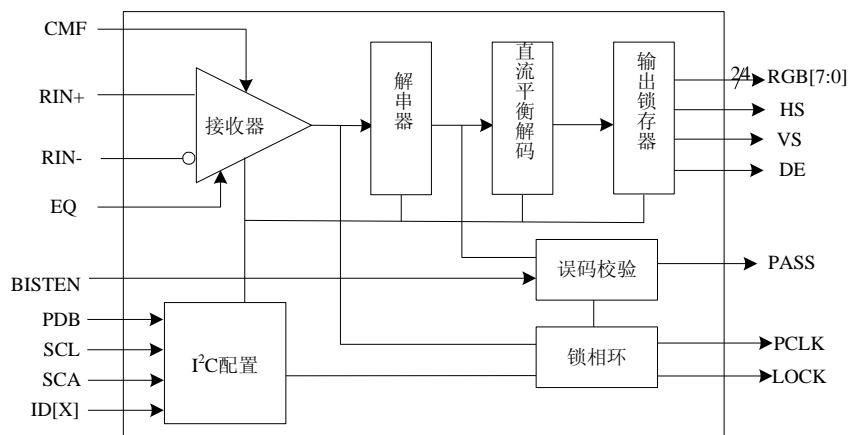 CMF
RIN+
RIN-
EQ
BISTEN
PDB
SCL
SCA
ID[X]
接收器
解串器
直流平衡解码
输出锁存器
24
RGB[7:0]
HS
VS
DE
误码校验
PASS
I²C配置
锁相环
PCLK
LOCK